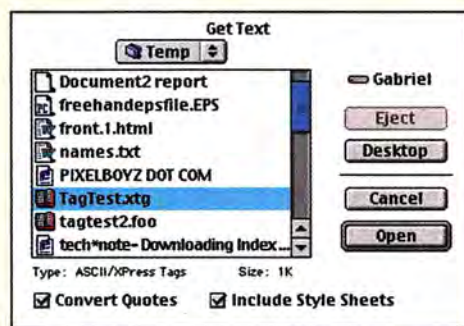 Get Text
Temp
Document2 report
freehandepsfile.EPS
front.1.html
names.txt
PIXELBOYZ DOT COM
TagTest.xtg
tagtest2.foo
tech*note-Downloading Index...
Type: ASCII/XPress Tags Size: 1K
Convert Quotes Include Style Sheets
Gabriel
Eject
Desktop
Cancel
Open